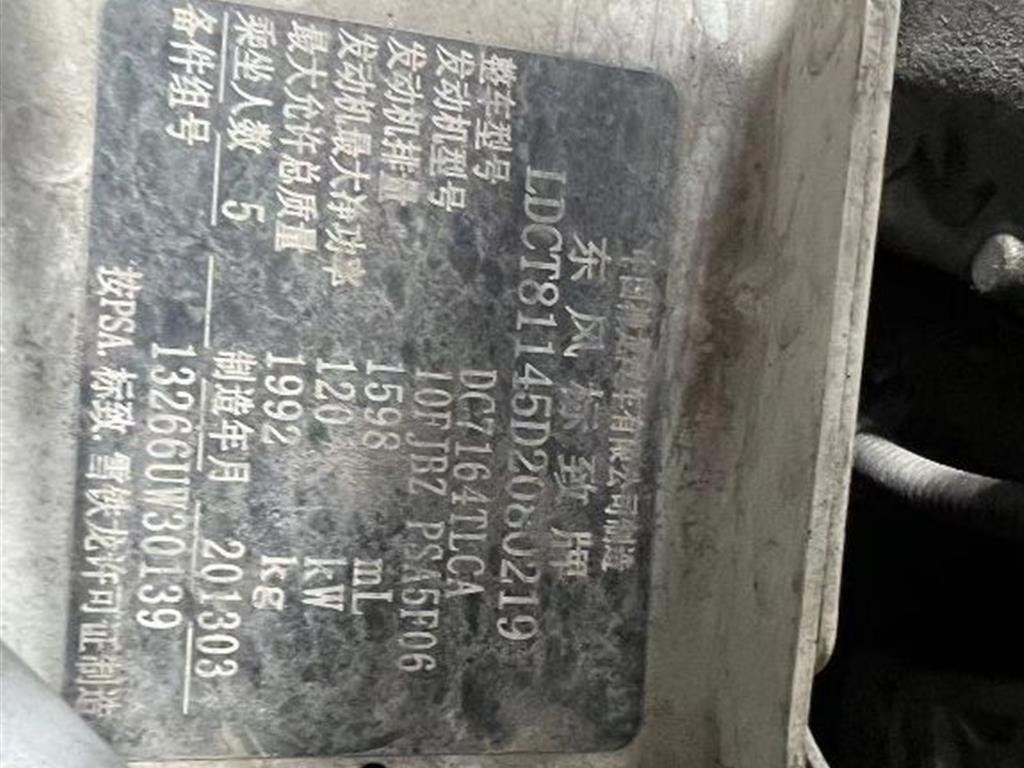 东风标致牌
LDCT81145D2080219
整车型号 DC7164TLCA
发动机型号 10FJBZ PSA5F06
发动机排量 1598 mL
发动机最大净功率 120 kW
最大允许总质量 1992 kg
乘坐人数 5 制造年月 201303
备件组号 13266UW30139
按PSA.标致.雪铁龙许可证制造